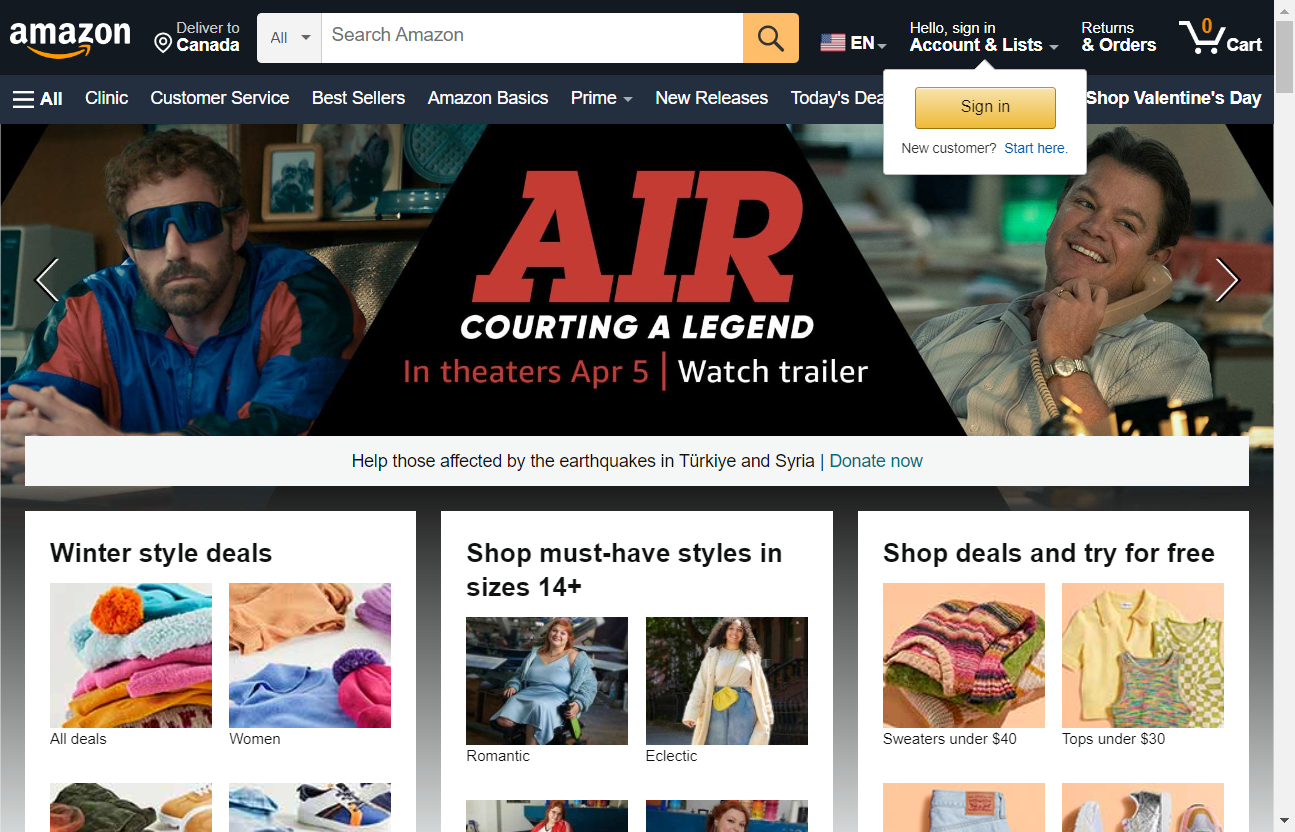 amazon
Deliver to
Canada
All
Search Amazon
EN
Hello, sign in
Account & Lists
Returns
& Orders
0
Cart
All
Clinic
Customer Service
Best Sellers
Amazon Basics
Prime
New Releases
Today's Dea
Shop Valentine's Day
Sign in
New customer? Start here.
AIR
COURTING A LEGEND
In theaters Apr 5 | Watch trailer
Help those affected by the earthquakes in Türkiye and Syria | Donate now
Winter style deals
All deals
Women
Shop must-have styles in
sizes 14+
Romantic
Eclectic
Shop deals and try for free
Sweaters under $40
Tops under $30